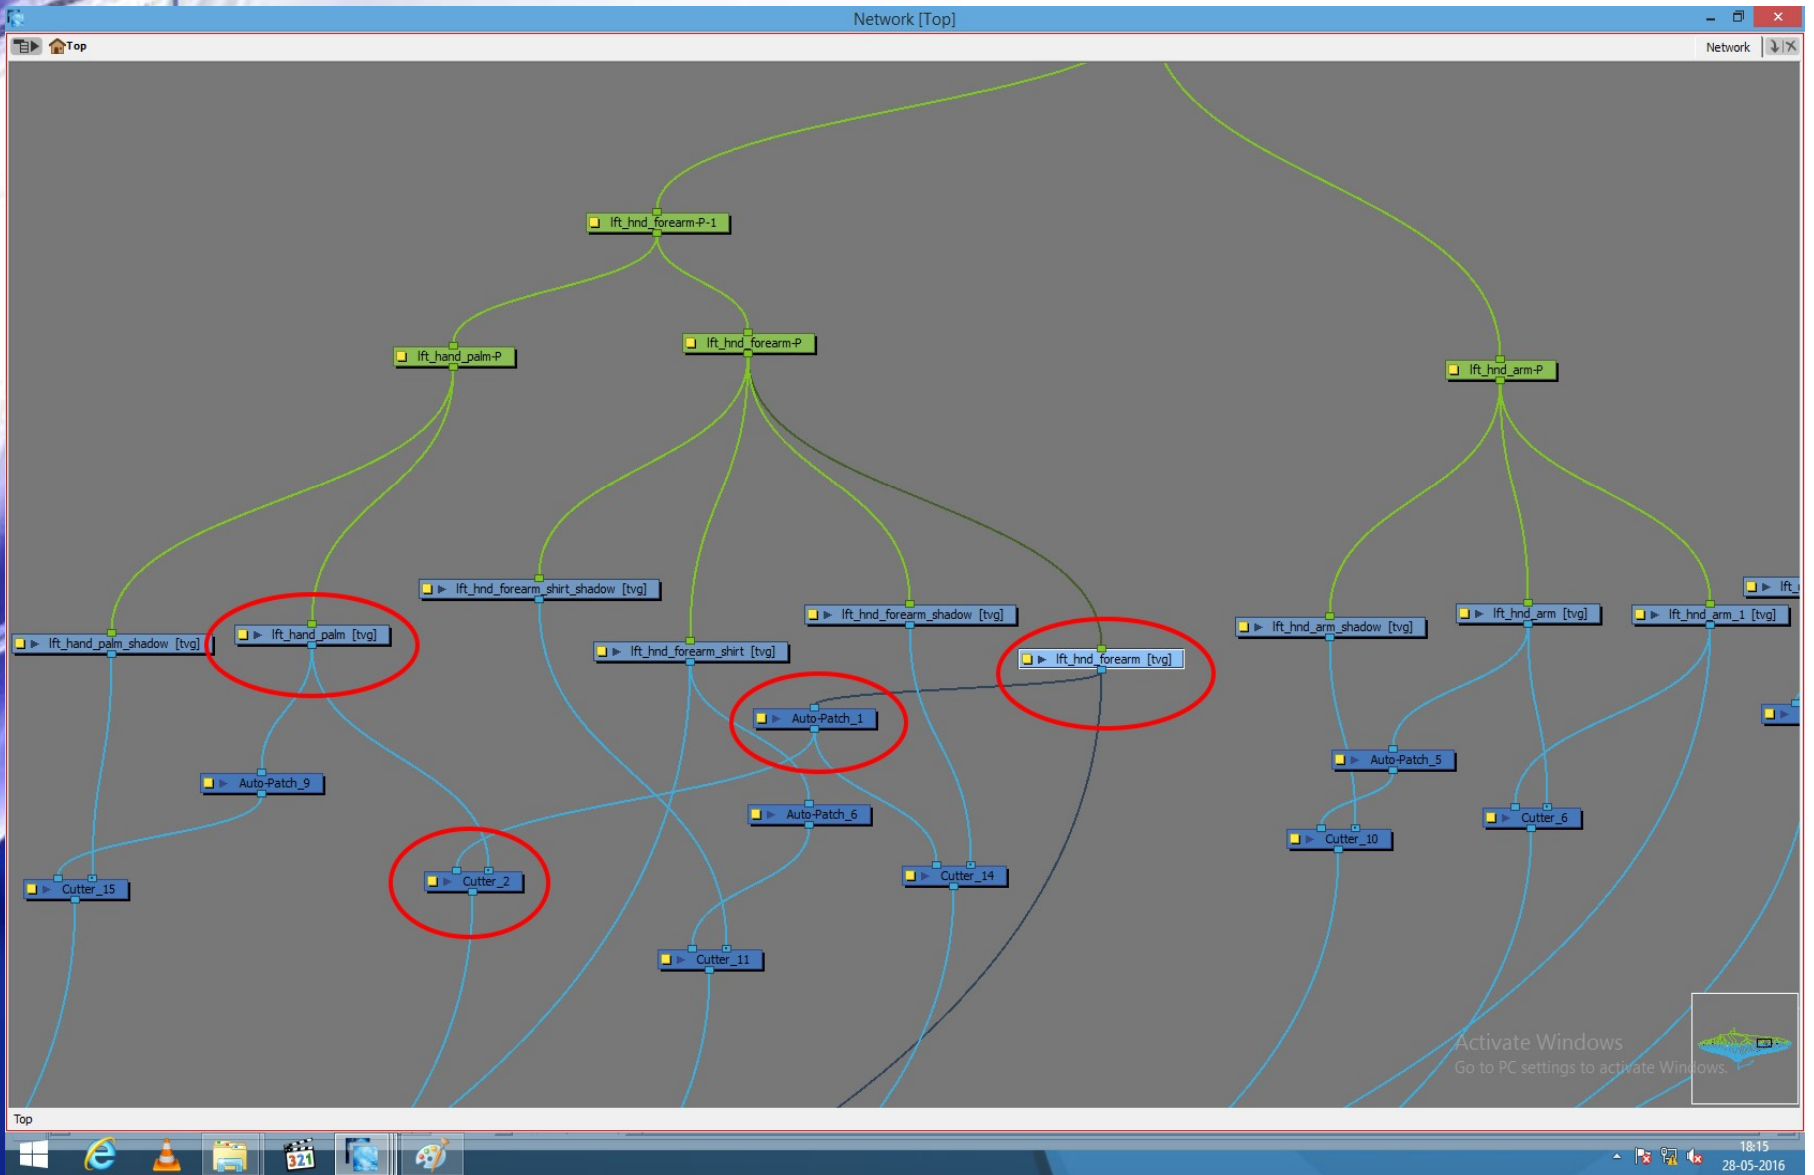 Network [Top]
Top
Network
lft_hnd_forearm-P-1
lft_hnd_forearm-P
lft_hand_palm-P
lft_hnd_arm-P
lft_hnd_forearm_shirt_shadow [tvg]
lft_
lft_hnd_forearm_shadow [tvg]
lft_hnd_arm [tvg]
lft_hnd_arm_1 [tvg]
lft_hnd_arm_shadow [tvg]
lft_hand_palm_shadow [tvg]
lft_hand_palm [tvg]
lft_hnd_forearm_shirt [tvg]
lft_hnd_forearm [tvg]
Auto-Patch_1
Auto-Patch_5
Auto-Patch_9
Auto-Patch_6
Cutter_6
Cutter_10
Cutter_15
Cutter_2
Cutter_14
Cutter_11
Activate Windows
Go to PC settings to activate Windows.
Top
321
18:15
28-05-2016